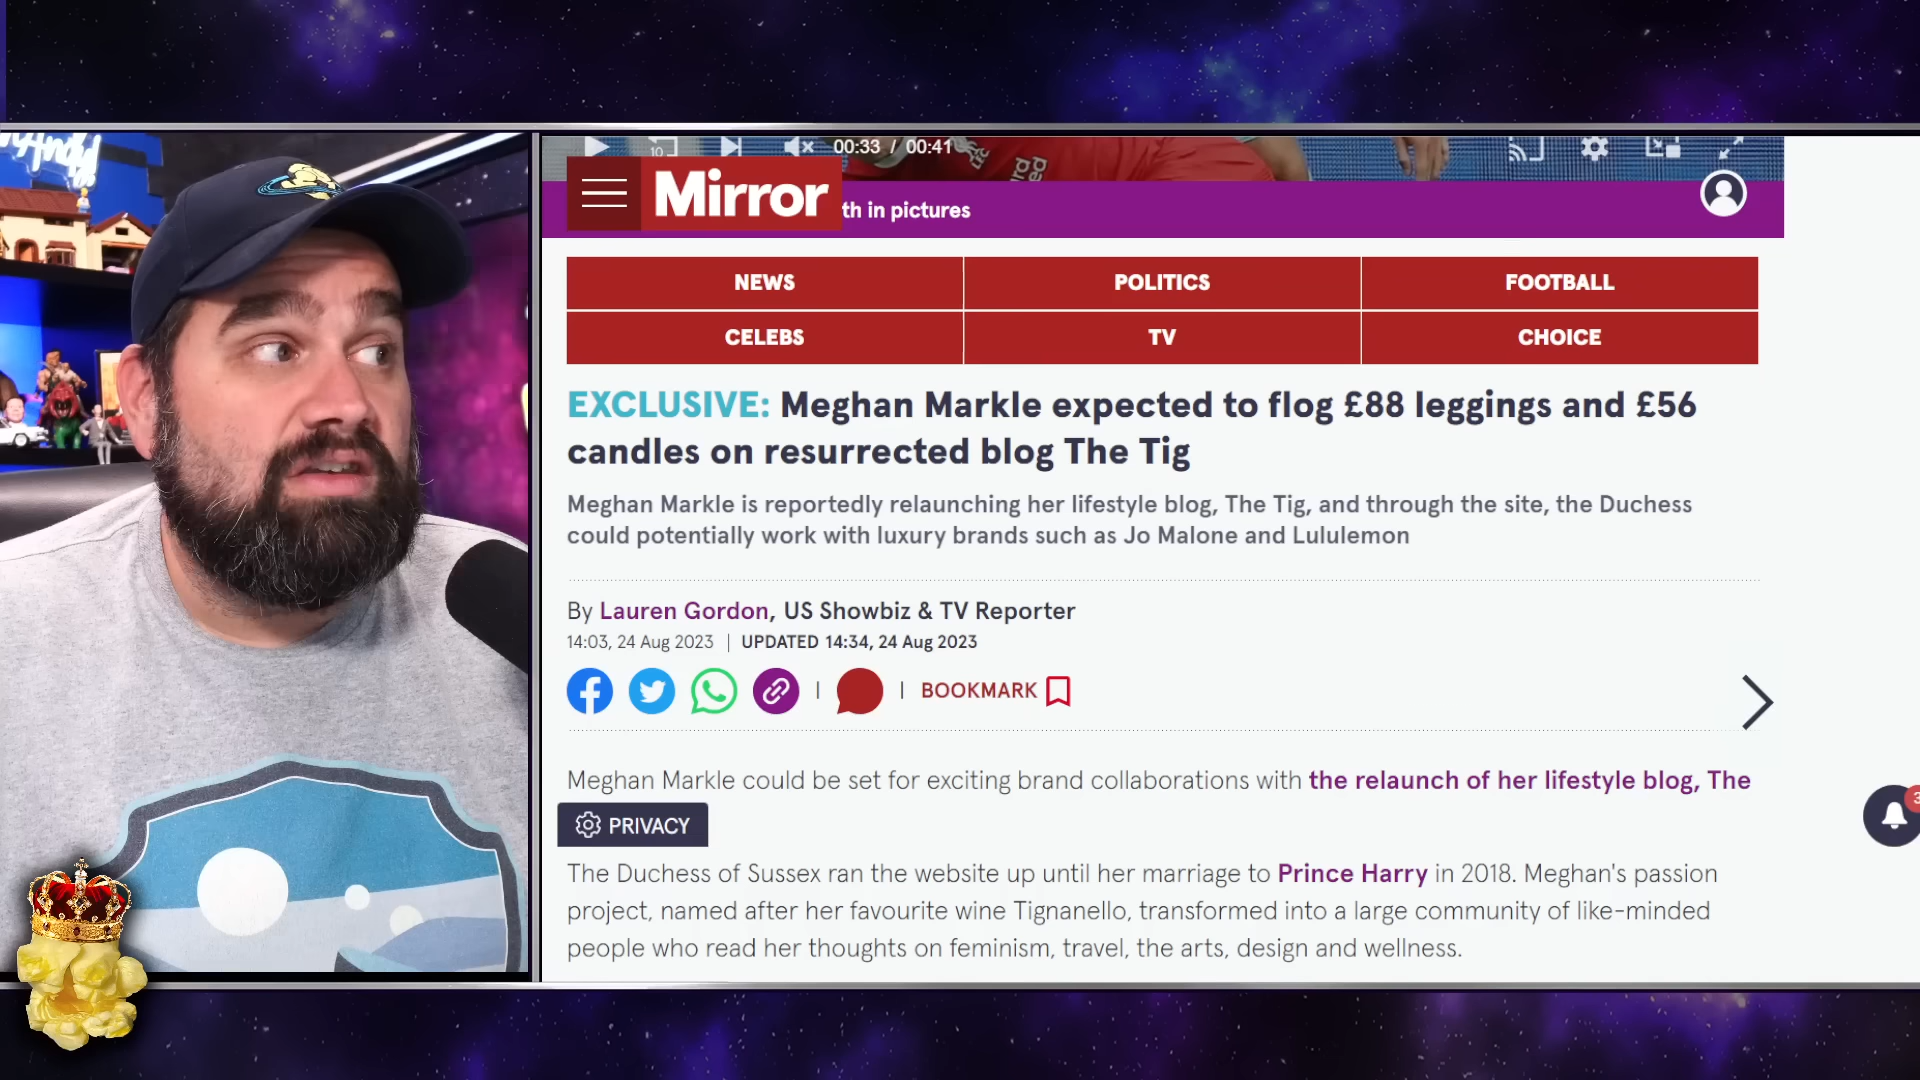 00:33 / 00:41
10
Mirror
th in pictures
NEWS
POLITICS
FOOTBALL
CELEBS
TV
CHOICE
EXCLUSIVE: Meghan Markle expected to flog £88 leggings and £56
candles on resurrected blog The Tig
Meghan Markle is reportedly relaunching her lifestyle blog, The Tig, and through the site, the Duchess
could potentially work with luxury brands such as Jo Malone and Lululemon
By Lauren Gordon, US Showbiz & TV Reporter
14:03, 24 Aug 2023 | UPDATED 14:34, 24 Aug 2023
| | BOOKMARK
Meghan Markle could be set for exciting brand collaborations with the relaunch of her lifestyle blog, The
PRIVACY
3
The Duchess of Sussex ran the website up until her marriage to Prince Harry in 2018. Meghan's passion
project, named after her favourite wine Tignanello, transformed into a large community of like-minded
people who read her thoughts on feminism, travel, the arts, design and wellness.